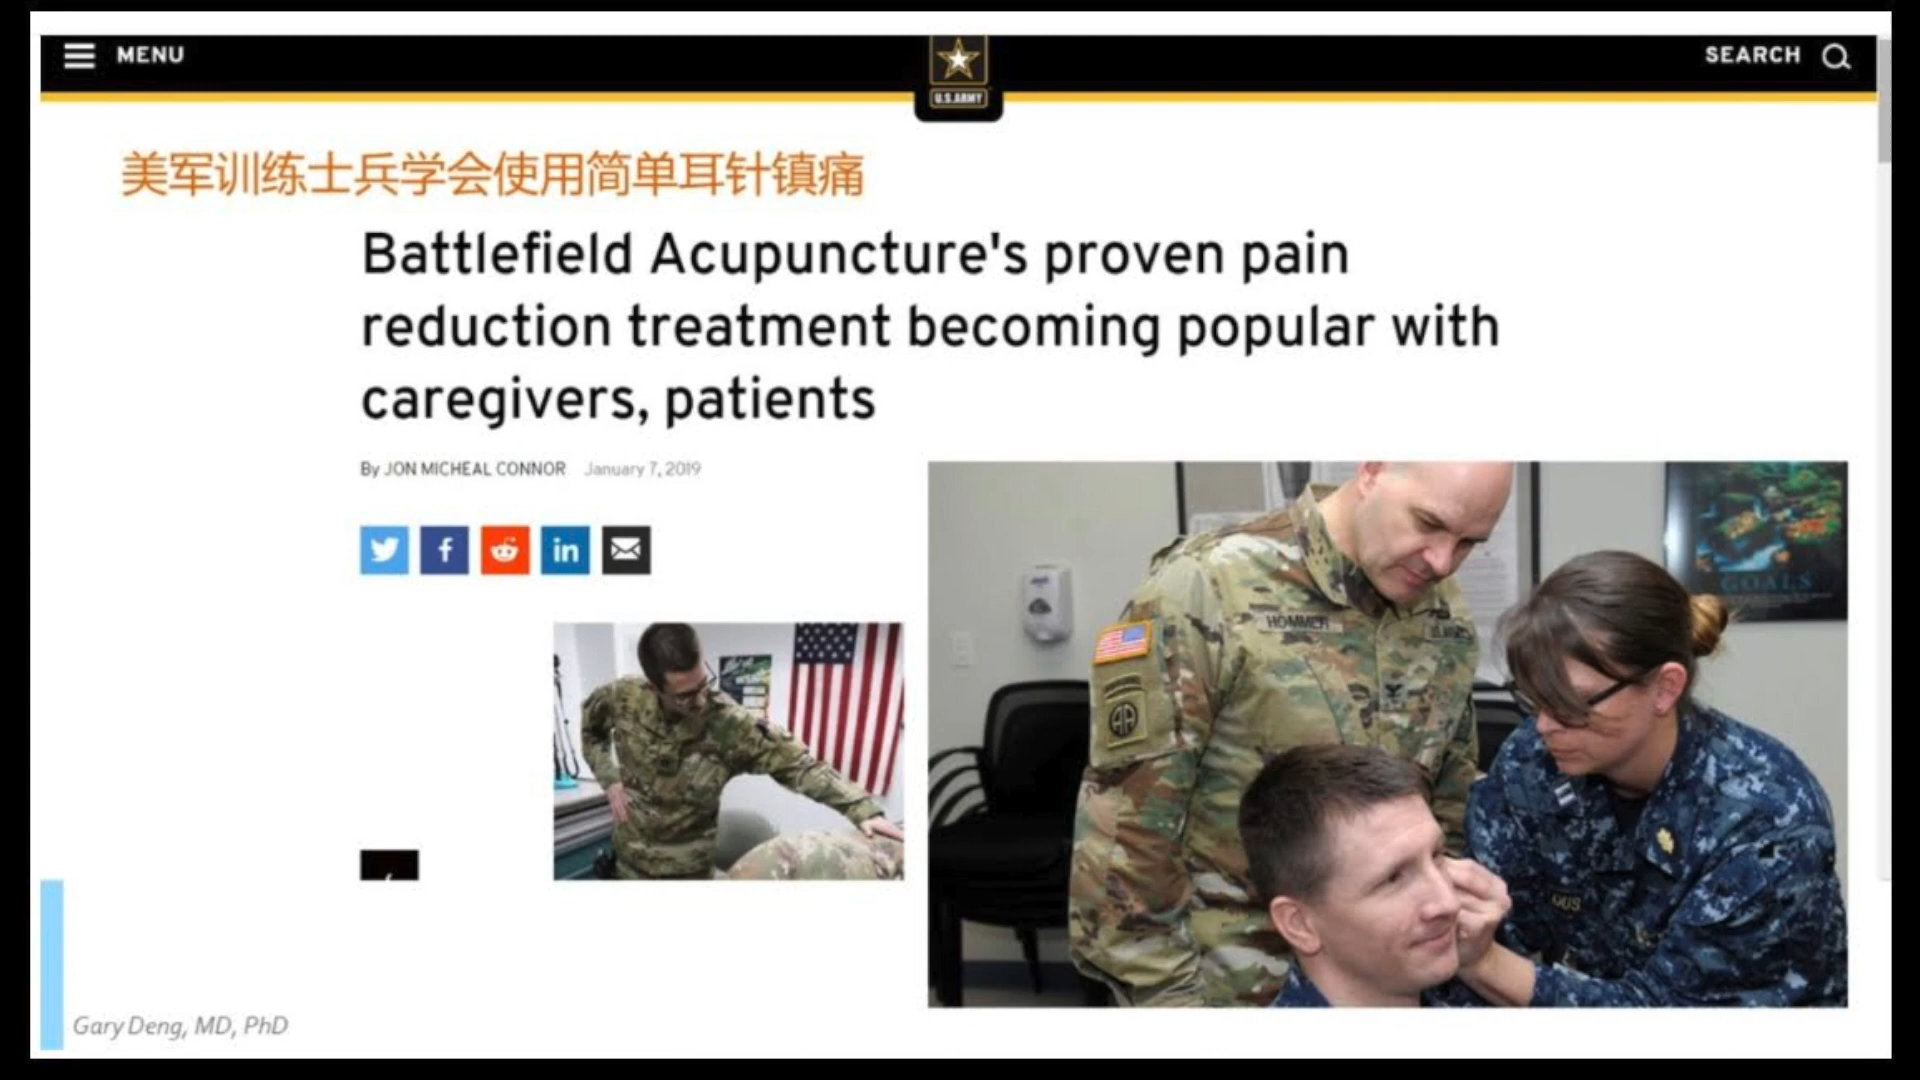 MENU
SEARCH
U.S.ARMY
美军训练士兵学会使用简单耳针镇痛
Battlefield Acupuncture's proven pain
reduction treatment becoming popular with
caregivers, patients
By JON MICHEAL CONNOR January 7, 2019
GOALS
HOMMER
U.S. ARMY
AA
Gary Deng, MD, PhD